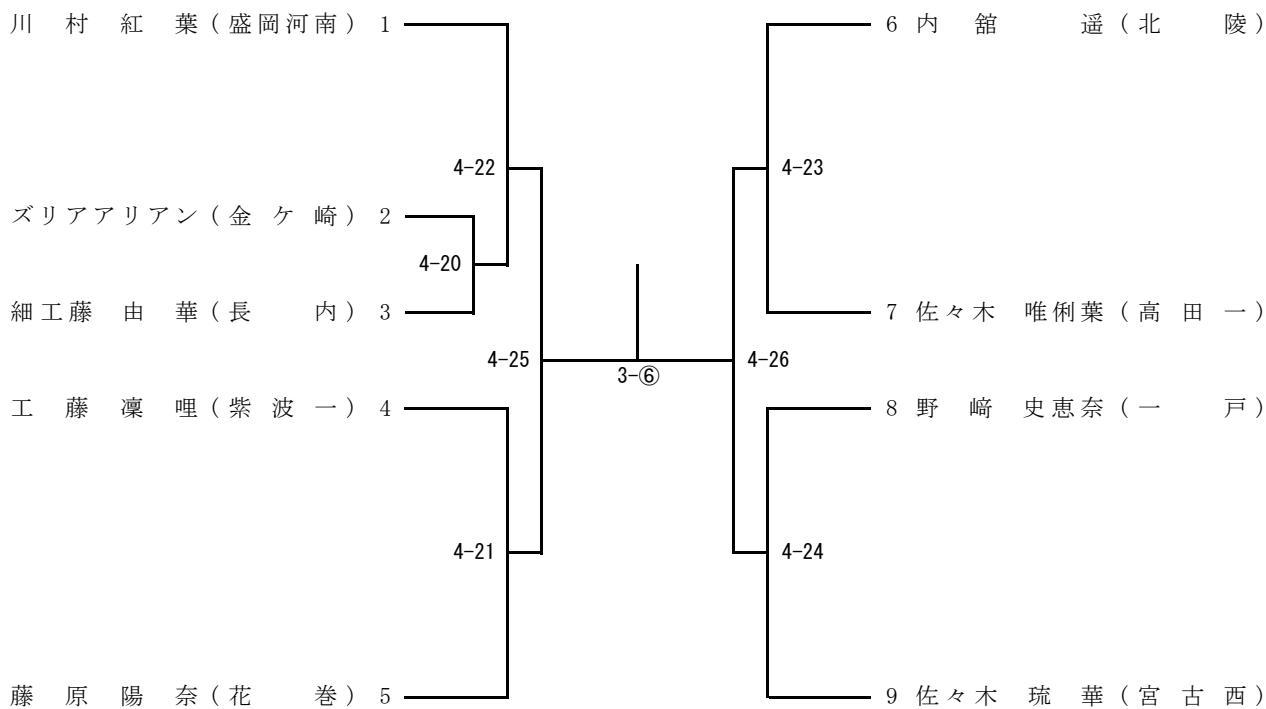 川村紅葉(盛岡河南) 1
6 内舘 遥(北 陵)
4-22
4-23
ズリアアリアン(金ケ崎) 2
4-20
細工藤 由華(長 内) 3
7 佐々木 唯俐葉(高田一)
4-25
4-26
3-⑥
工藤凜哩(紫波一) 4
8 野﨑 史恵奈(一 戸)
4-21
4-24
藤原陽奈(花 巻) 5
9 佐々木 琉華(宮古西)